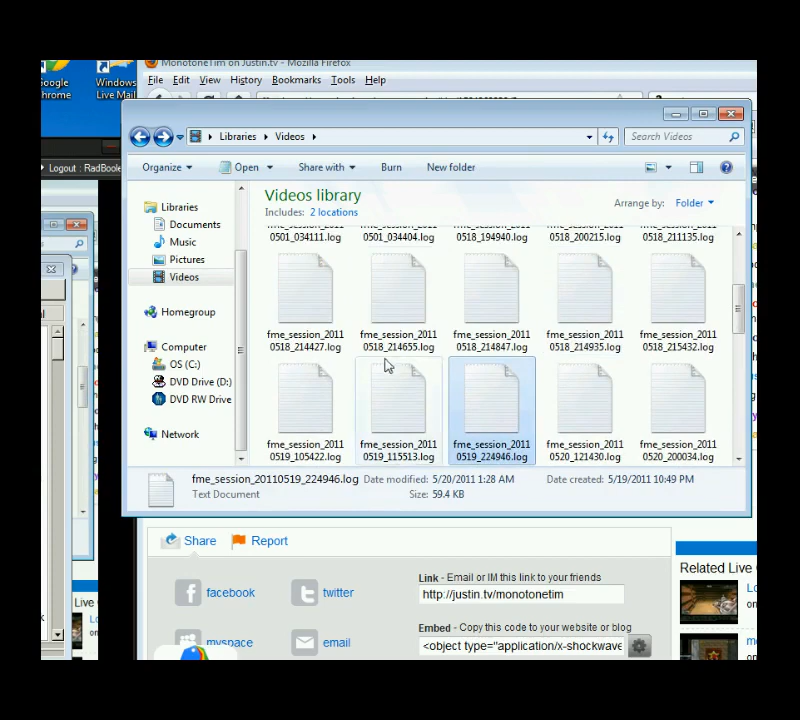 MonotoneTim on Justin.tv - Mozilla Firefox
Google Chrome
Windows Live Mail
File Edit View History Bookmarks Tools Help
Libraries Videos
Search Videos
Logout : RadBoole
Organize Open Share with Burn New folder
Libraries
Documents
Music
Pictures
Videos
Homegroup
Computer
OS (C:)
DVD Drive (D:)
DVD RW Drive
Network
Videos library
Includes: 2 locations
Arrange by: Folder
fme_session_2011
0501_034111.log 0501_034404.log 0518_194940.log 0518_200215.log 0518_211135.log
fme_session_2011 fme_session_2011 fme_session_2011 fme_session_2011 fme_session_2011
0518_214427.log 0518_214655.log 0518_214847.log 0518_214935.log 0518_215432.log
fme_session_2011 fme_session_2011 fme_session_2011 fme_session_2011 fme_session_2011
0519_105422.log 0519_115513.log 0519_224946.log 0520_121430.log 0520_200034.log
fme_session_20110519_224946.log Date modified: 5/20/2011 1:28 AM Date created: 5/19/2011 10:49 PM
Text Document Size: 59.4 KB
Share Report
facebook twitter
myspace email
Link - Email or IM this link to your friends
http://justin.tv/monotonetim
Embed - Copy this code to your website or blog
<object type="application/x-shockwave
Related Live
Live